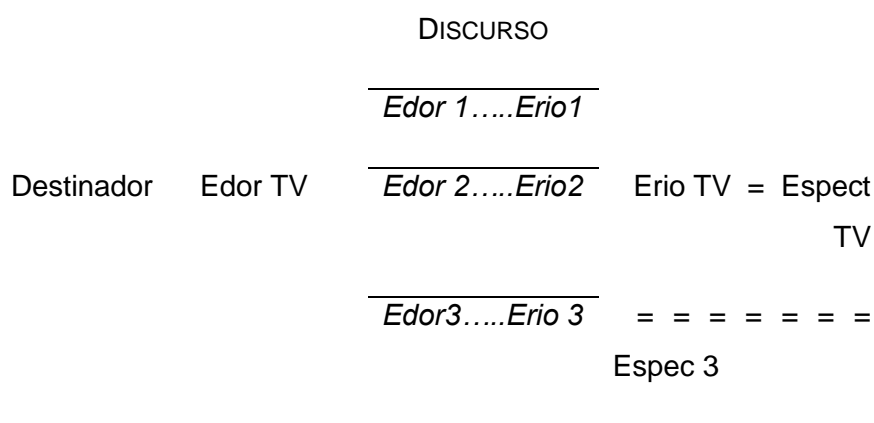 DISCURSO
Edor 1…..Erio1
Destinador Edor TV Edor 2…..Erio2 Erio TV = Espect
TV
Edor3…..Erio 3 = = = = = = =
Espec 3